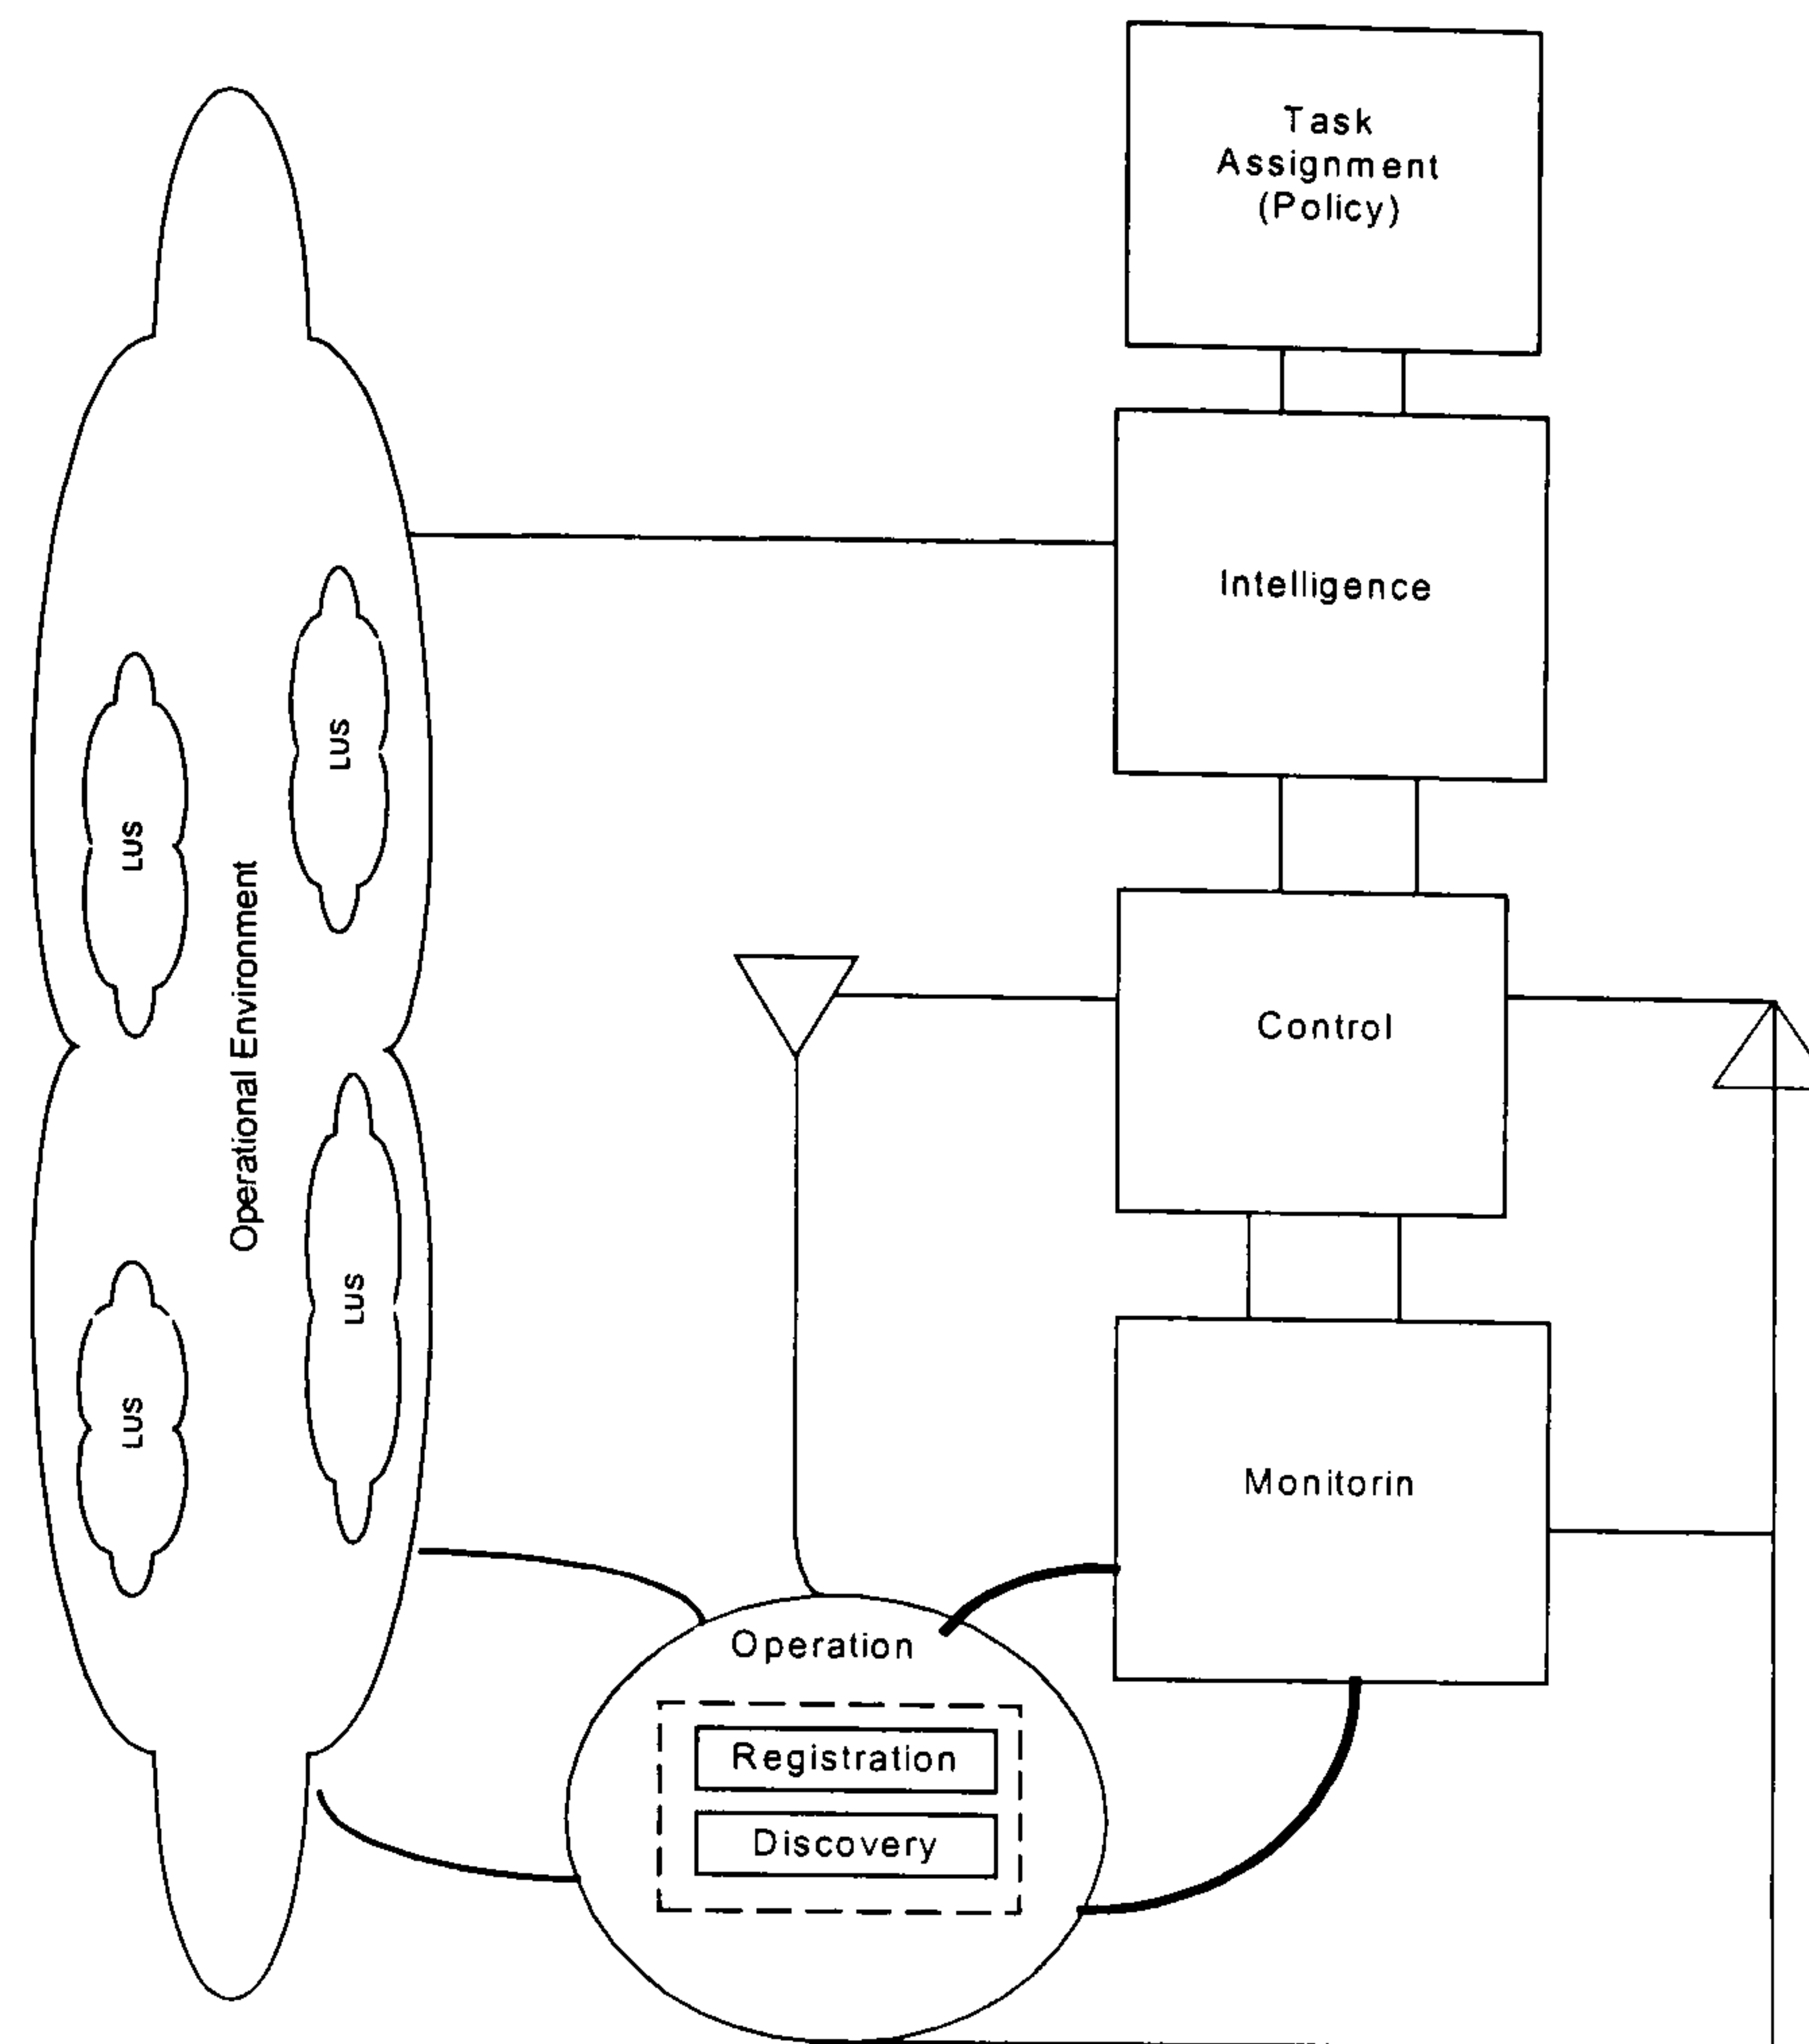 Task
Assignment
(Policy)
Intelligence
LUS
LUS
Operational Environment
Control
LUS
LUS
Monitorin
Operation
Registration
Discovery